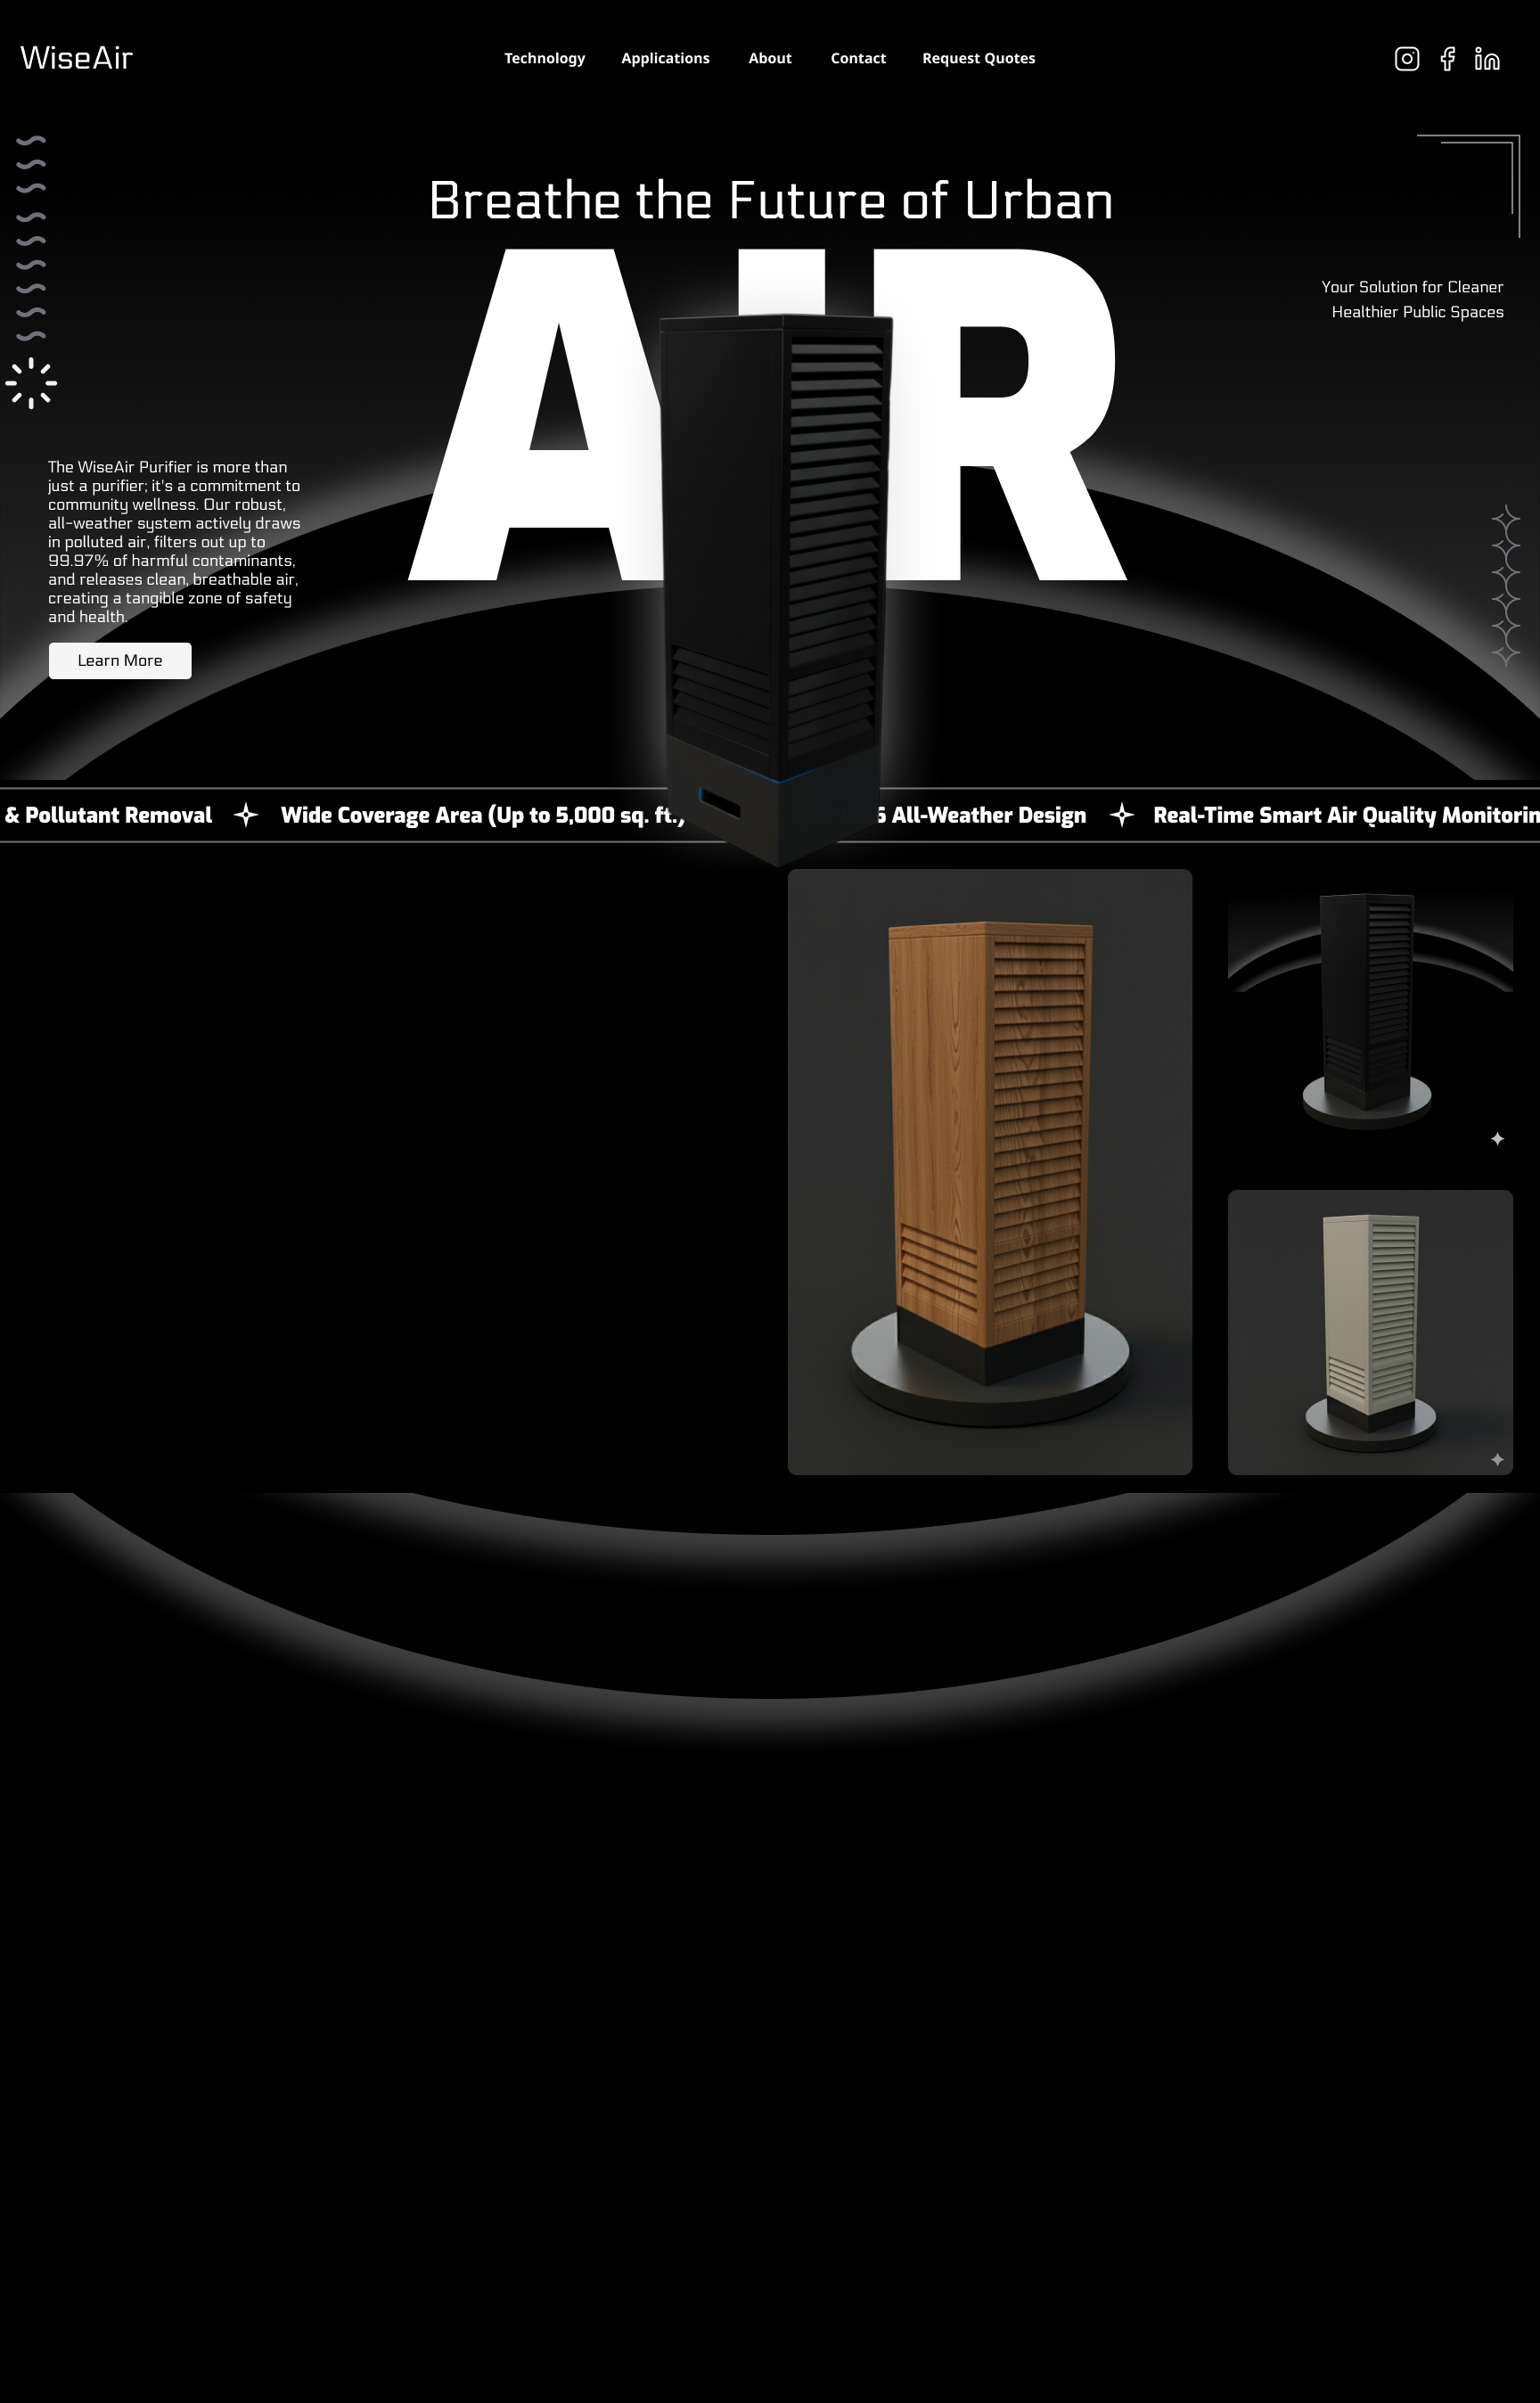 WiseAir
Technology Applications About Contact Request Quotes
Breathe the Future of Urban
AIR
Your Solution for Cleaner
Healthier Public Spaces
The WiseAir Purifier is more than
just a purifier; it's a commitment to
community wellness. Our robust,
all-weather system actively draws
in polluted air, filters out up to
99.97% of harmful contaminants,
and releases clean, breathable air,
creating a tangible zone of safety
and health.
Learn More
& Pollutant Removal Wide Coverage Area (Up to 5,000 sq. ft.) All-Weather Design Real-Time Smart Air Quality Monitorin